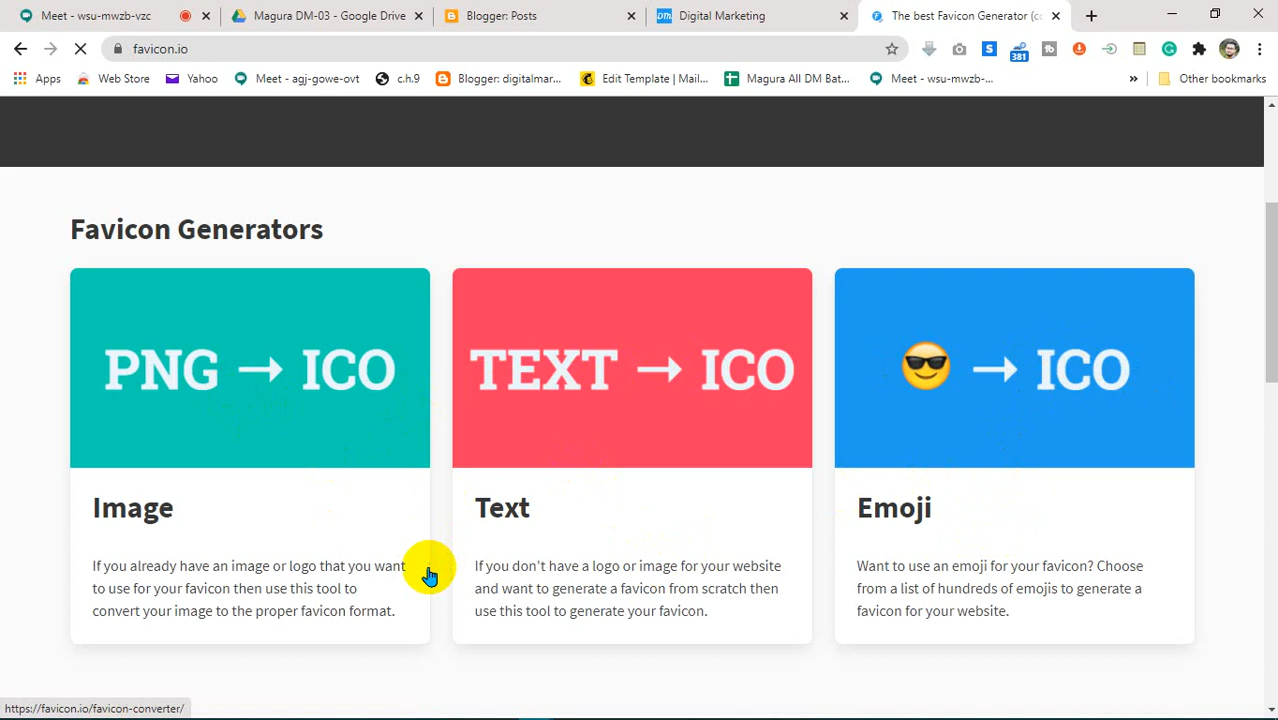 Meet - wsu-mwzb-vzc
Magura DM-03 - Google Drive
Blogger: Posts
Dm
Digital Marketing
The best Favicon Generator (co
favicon.io
S
381
Apps
Web Store
Yahoo
Meet - agj-gowe-ovt
c.h.9
Blogger: digitalmar...
Edit Template | Mail...
Magura All DM Bat...
Meet - wsu-mwzb-...
»
Other bookmarks
Favicon Generators
PNG → ICO
TEXT → ICO
😎 → ICO
Image
Text
Emoji
If you already have an image or logo that you want
to use for your favicon then use this tool to
convert your image to the proper favicon format.
If you don't have a logo or image for your website
and want to generate a favicon from scratch then
use this tool to generate your favicon.
Want to use an emoji for your favicon? Choose
from a list of hundreds of emojis to generate a
favicon for your website.
https://favicon.io/favicon-converter/